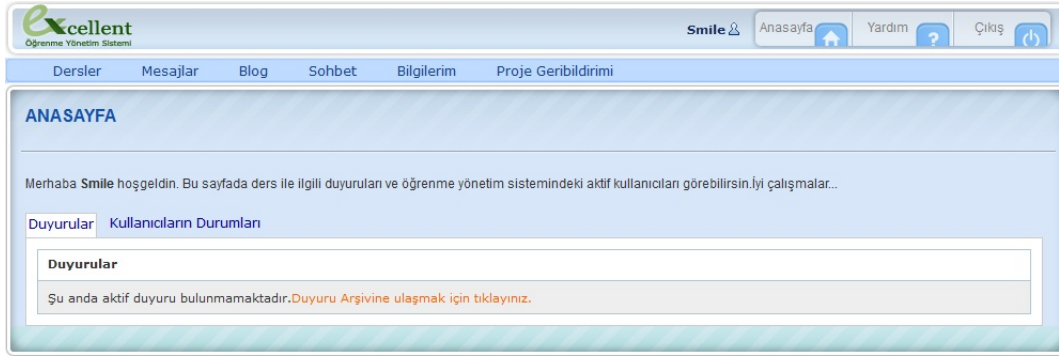 excellent
Öğrenme Yönetim Sistemi
Smile Anasayfa Yardım ? Çıkış
Dersler Mesajlar Blog Sohbet Bilgilerim Proje Geribildirimi
ANASAYFA
Merhaba Smile hoşgeldin. Bu sayfada ders ile ilgili duyuruları ve öğrenme yönetim sistemindeki aktif kullanıcıları görebilirsin.İyi çalışmalar...
Duyurular Kullanıcıların Durumları
Duyurular
Şu anda aktif duyuru bulunmamaktadır.Duyuru Arşivine ulaşmak için tıklayınız.